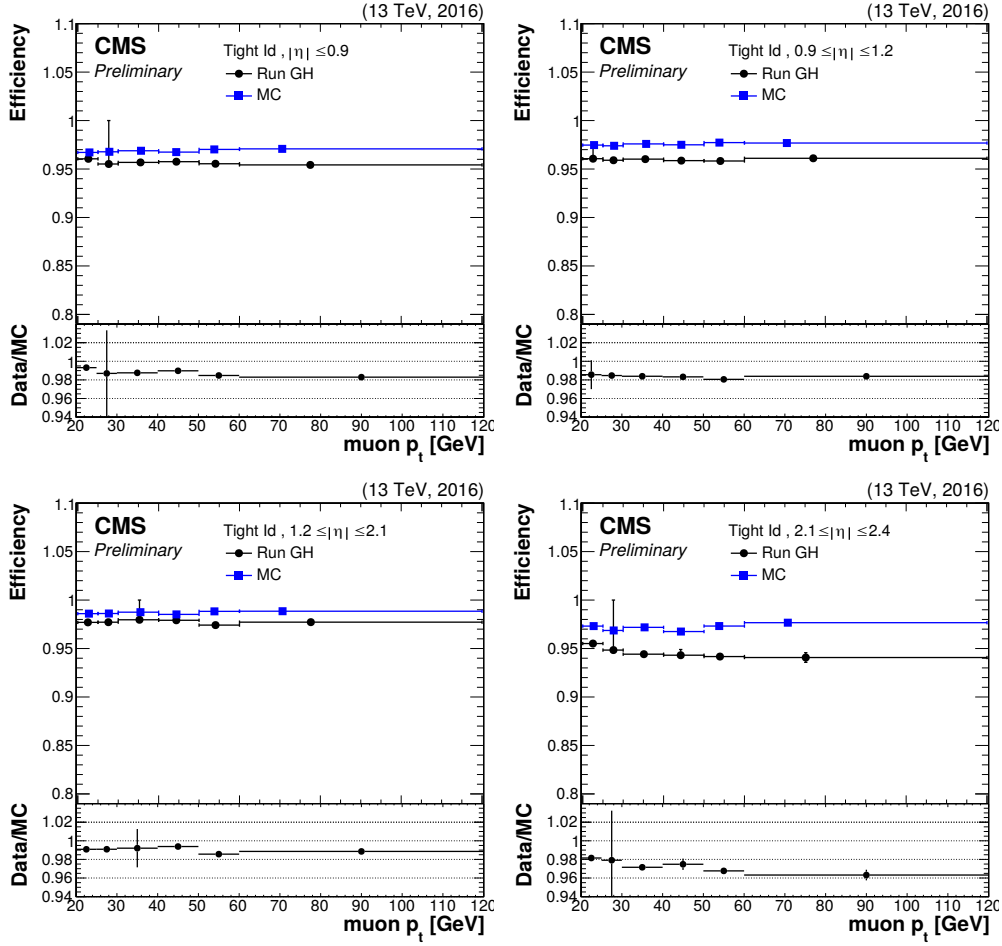 (13 TeV, 2016)
Efficiency
1.1
1.05
1
0.95
0.9
0.85
0.8
CMS
Preliminary
Tight Id , |η| ≤0.9
Run GH
MC
Data/MC
1.02
1
0.98
0.96
0.94
20 30 40 50 60 70 80 90 100 110 120
muon p_t [GeV]
(13 TeV, 2016)
Efficiency
1.1
1.05
1
0.95
0.9
0.85
0.8
CMS
Preliminary
Tight Id , 0.9 ≤|η| ≤1.2
Run GH
MC
Data/MC
1.02
1
0.98
0.96
0.94
20 30 40 50 60 70 80 90 100 110 120
muon p_t [GeV]
(13 TeV, 2016)
Efficiency
1.1
1.05
1
0.95
0.9
0.85
0.8
CMS
Preliminary
Tight Id , 1.2 ≤|η| ≤2.1
Run GH
MC
Data/MC
1.02
1
0.98
0.96
0.94
20 30 40 50 60 70 80 90 100 110 120
muon p_t [GeV]
(13 TeV, 2016)
Efficiency
1.1
1.05
1
0.95
0.9
0.85
0.8
CMS
Preliminary
Tight Id , 2.1 ≤|η| ≤2.4
Run GH
MC
Data/MC
1.02
1
0.98
0.96
0.94
20 30 40 50 60 70 80 90 100 110 120
muon p_t [GeV]